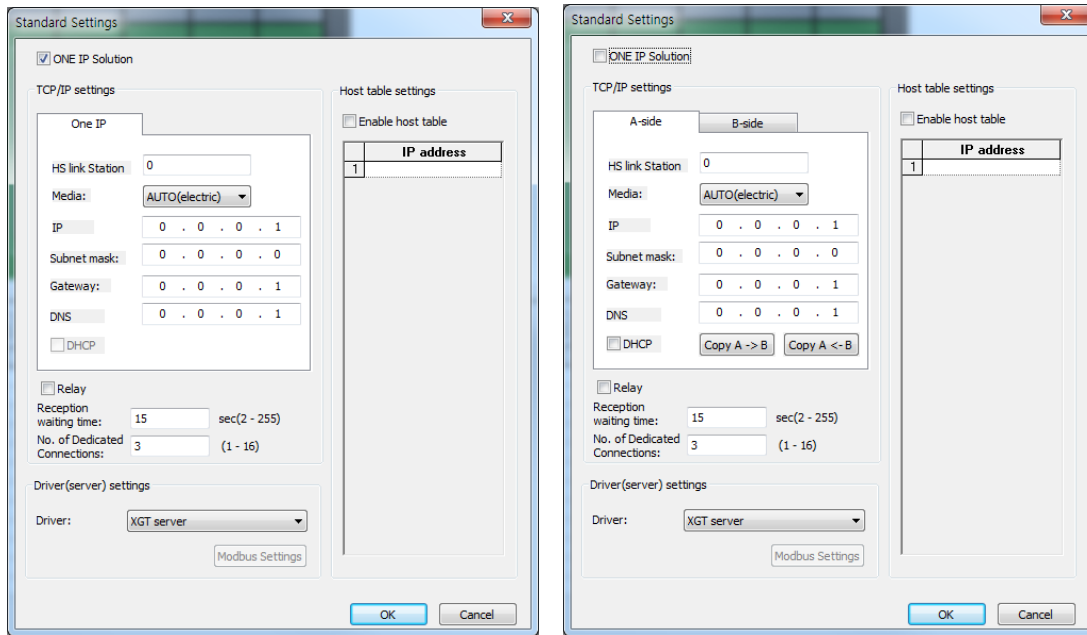 Standard Settings
ONE IP Solution
TCP/IP settings
One IP
HS link Station 0
Media: AUTO(electric)
IP 0 . 0 . 0 . 1
Subnet mask: 0 . 0 . 0 . 0
Gateway: 0 . 0 . 0 . 1
DNS 0 . 0 . 0 . 1
DHCP
Relay
Reception
waiting time: 15 sec(2 - 255)
No. of Dedicated
Connections: 3 (1 - 16)
Driver(server) settings
Driver: XGT server
Modbus Settings
Host table settings
Enable host table
IP address
1
OK Cancel
Standard Settings
ONE IP Solution
TCP/IP settings
A-side B-side
HS link Station 0
Media: AUTO(electric)
IP 0 . 0 . 0 . 1
Subnet mask: 0 . 0 . 0 . 0
Gateway: 0 . 0 . 0 . 1
DNS 0 . 0 . 0 . 1
DHCP Copy A -> B Copy A <- B
Relay
Reception
waiting time: 15 sec(2 - 255)
No. of Dedicated
Connections: 3 (1 - 16)
Driver(server) settings
Driver: XGT server
Modbus Settings
Host table settings
Enable host table
IP address
1
OK Cancel